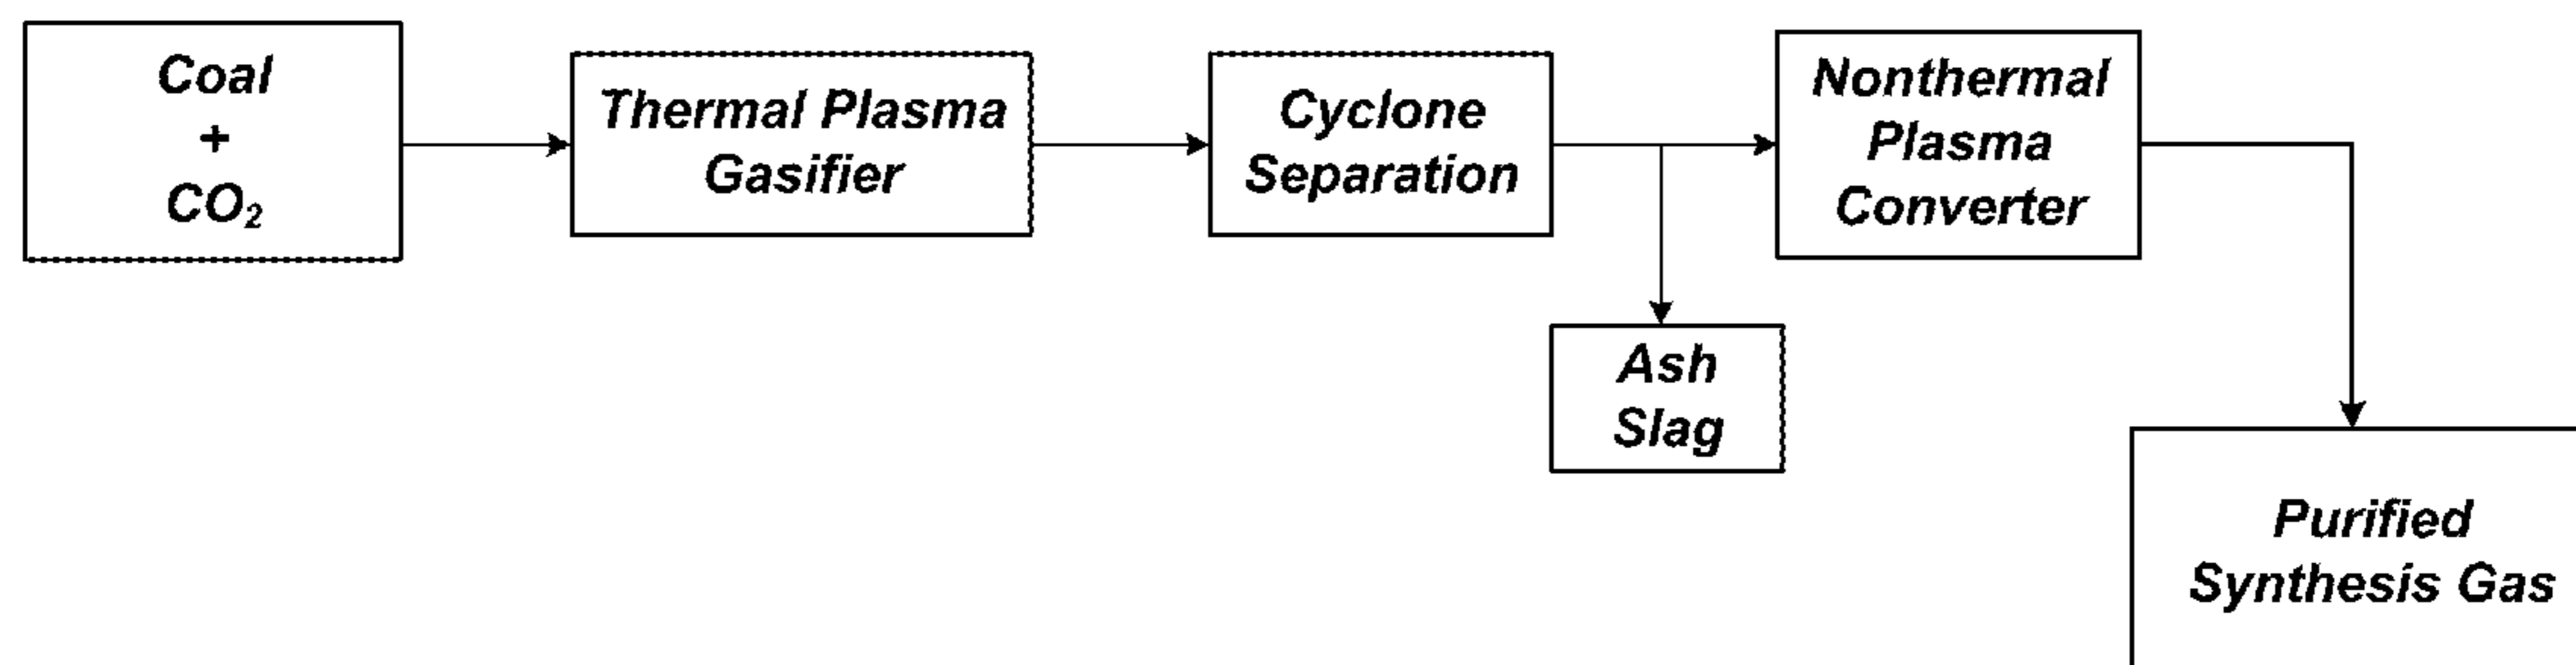 Coal
+
CO₂
Thermal Plasma
Gasifier
Cyclone
Separation
Nonthermal
Plasma
Converter
Ash
Slag
Purified
Synthesis Gas